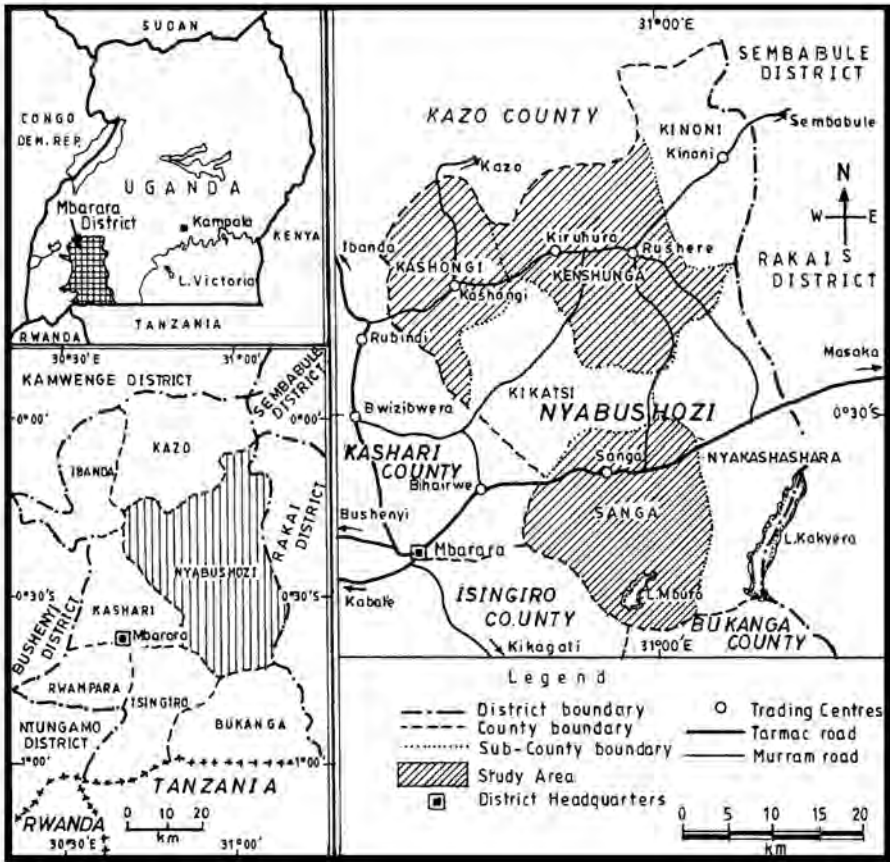 SUDAN
CONGO
DEM. REP.
UGANDA
Mbarara
District
Kampala
KENYA
L. Victoria
RWANDA
TANZANIA
30°30'E
31°00'
KAMWENGE DISTRICT
SEMBABULE
DISTRICT
0°00'
KAZO
IBANDA
RAKAI
DISTRICT
NYABUSHOZI
0°30'
0°30'S
KASHARI
BUSHENYI
DISTRICT
Mbarora
RWAMPARA
ISINGIRO
NTUNGAMO
DISTRICT
BUKANGA
1°00'
1°00'
TANZANIA
RWANDA
0 10 20
km
30°30'E
31°00'
31°00'E
SEMBABULE
DISTRICT
KAZO COUNTY
KINONI
Kinoni
Sembabule
Kazo
N
W E
S
Ibanda
Kiruhura
Rushere
KASHONGI
KENSHUNGA
Kashongi
RAKAI
DISTRICT
Rubindi
Masaka
KIKATSI
Bwizibwera
NYABUSHOZI
0°30'S
KASHARI
COUNTY
Sanga
NYAKASHASHARA
Bihairwe
SANGA
Bushenyi
Mbarara
L. Kakyera
Kabale
ISINGIRO
COUNTY
L. Mburo
BUKANGA
COUNTY
Kikagati
31°00'E
Legend
District boundary
County boundary
Sub-County boundary
Study Area
District Headquarters
Trading Centres
Tarmac road
Murram road
0 5 10 15 20
km